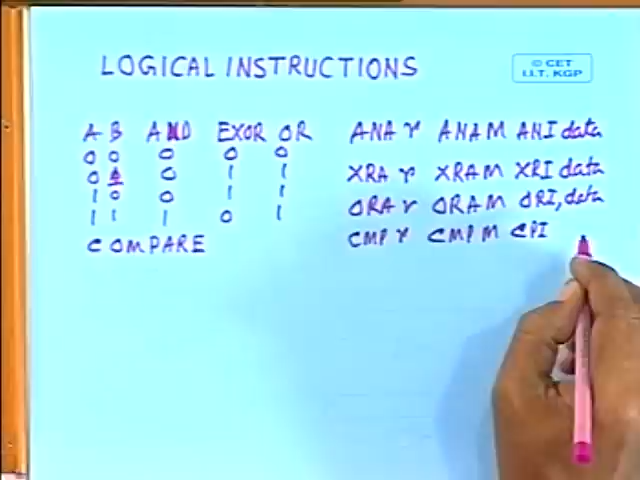 LOGICAL INSTRUCTIONS
© CET
I.I.T. KGP
A B AND EXOR OR ANA r ANA M ANI data
0 0 0 0 0
0 1 0 1 1 XRA r XRA M XRI data
1 0 0 1 1 ORA r ORA M ORI, data
1 1 1 0 1
COMPARE CMP r CMP M CPI